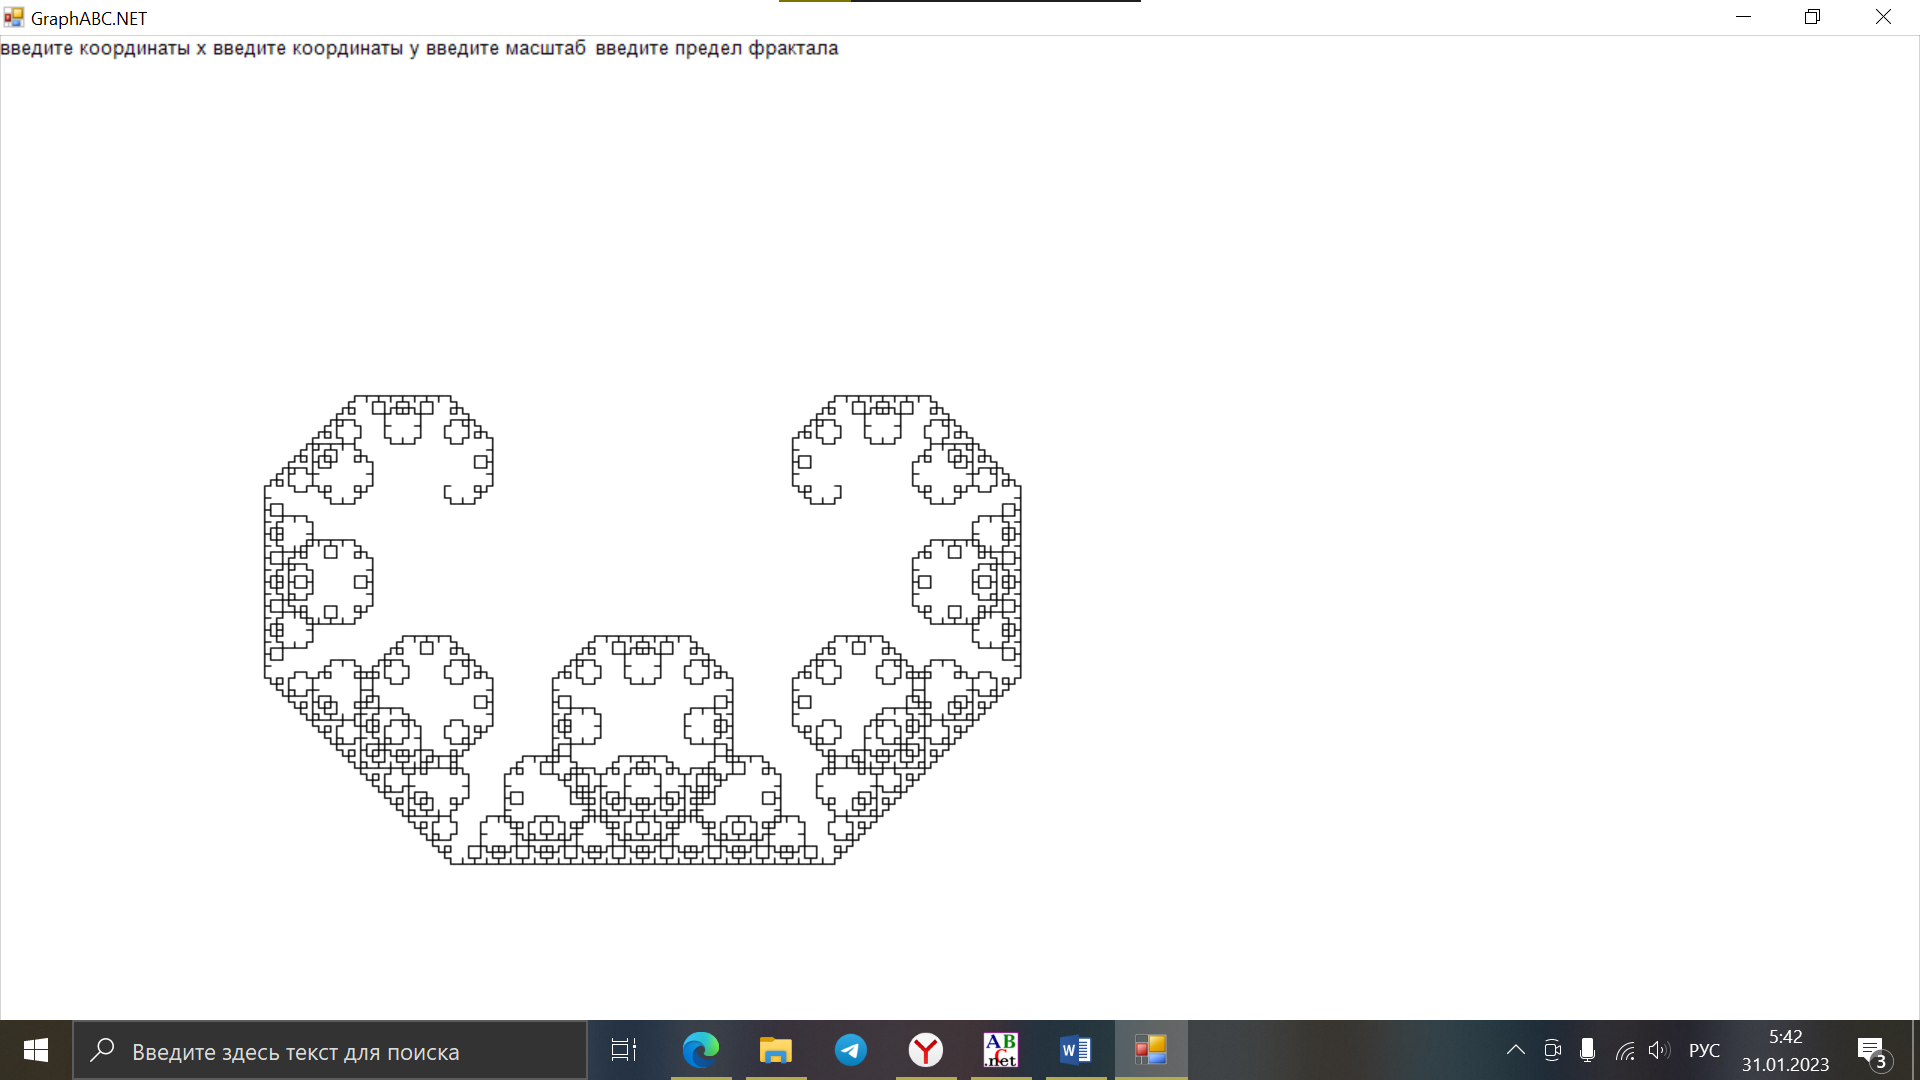 GraphABC.NET
введите координаты x введите координаты y введите масштаб введите предел фрактала
Введите здесь текст для поиска
ABC.net
W
РУС
5:42
31.01.2023
3